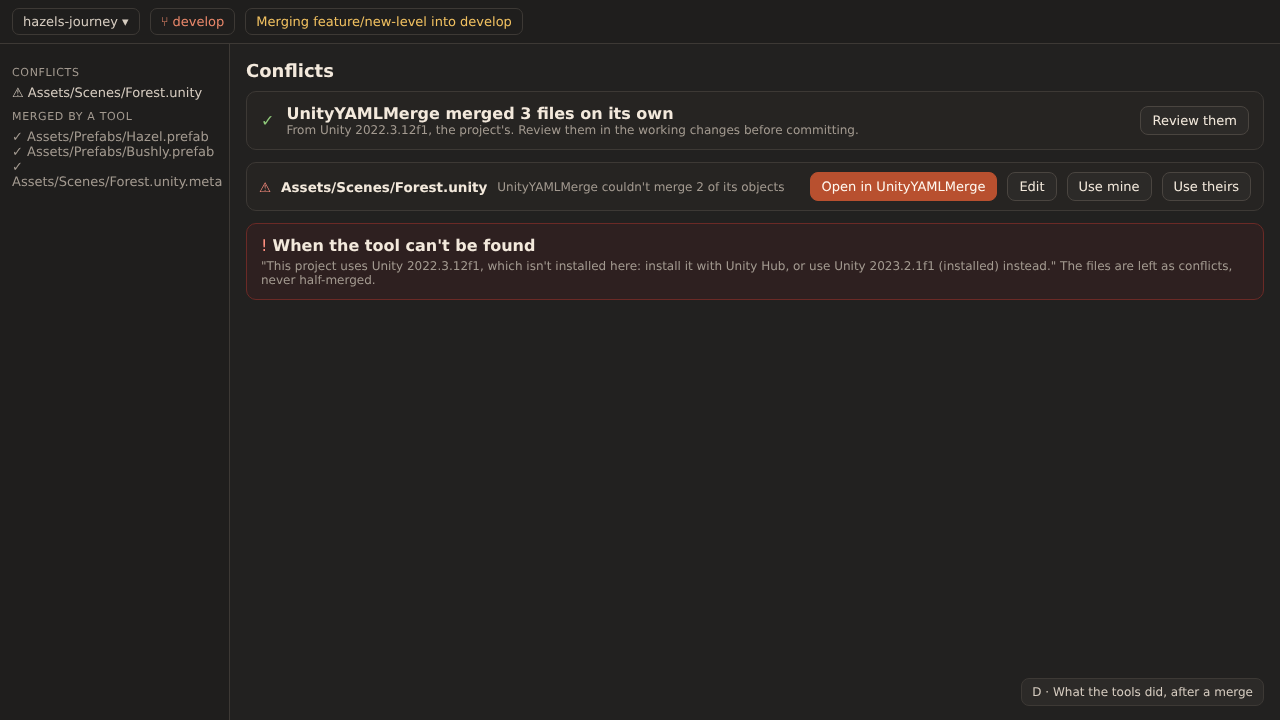 hazels-journey ▾
⑂ develop
Merging feature/new-level into develop
CONFLICTS
⚠ Assets/Scenes/Forest.unity
MERGED BY A TOOL
✓ Assets/Prefabs/Hazel.prefab
✓ Assets/Prefabs/Bushly.prefab
✓
Assets/Scenes/Forest.unity.meta
Conflicts
✓ UnityYAMLMerge merged 3 files on its own
From Unity 2022.3.12f1, the project's. Review them in the working changes before committing.
Review them
⚠ Assets/Scenes/Forest.unity UnityYAMLMerge couldn't merge 2 of its objects
Open in UnityYAMLMerge
Edit
Use mine
Use theirs
! When the tool can't be found
"This project uses Unity 2022.3.12f1, which isn't installed here: install it with Unity Hub, or use Unity 2023.2.1f1 (installed) instead." The files are left as conflicts,
never half-merged.
D · What the tools did, after a merge